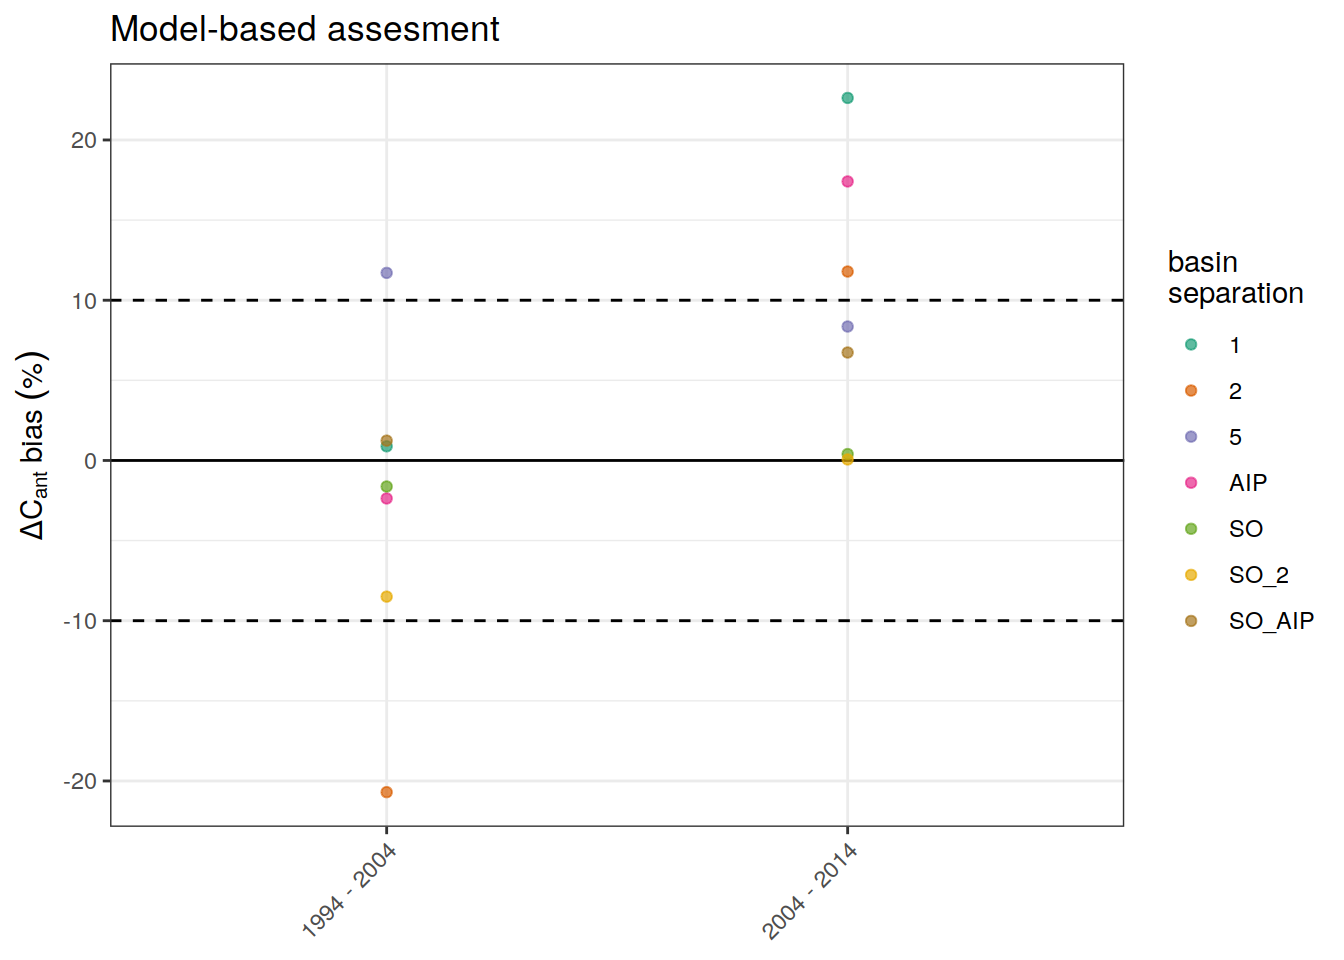 Model-based assesment
20
10
0
-10
-20
ΔCant bias (%)
1994 - 2004
2004 - 2014
basin
separation
1
2
5
AIP
SO
SO_2
SO_AIP